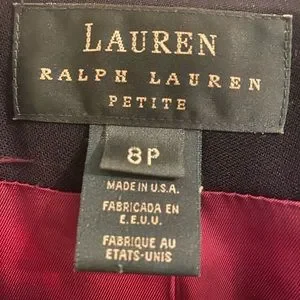 LAUREN
RALPH LAUREN
PETITE
8P
MADE IN U.S.A.
FABRICADA EN
E.E.U.U.
FABRIQUE AU
ETATS-UNIS